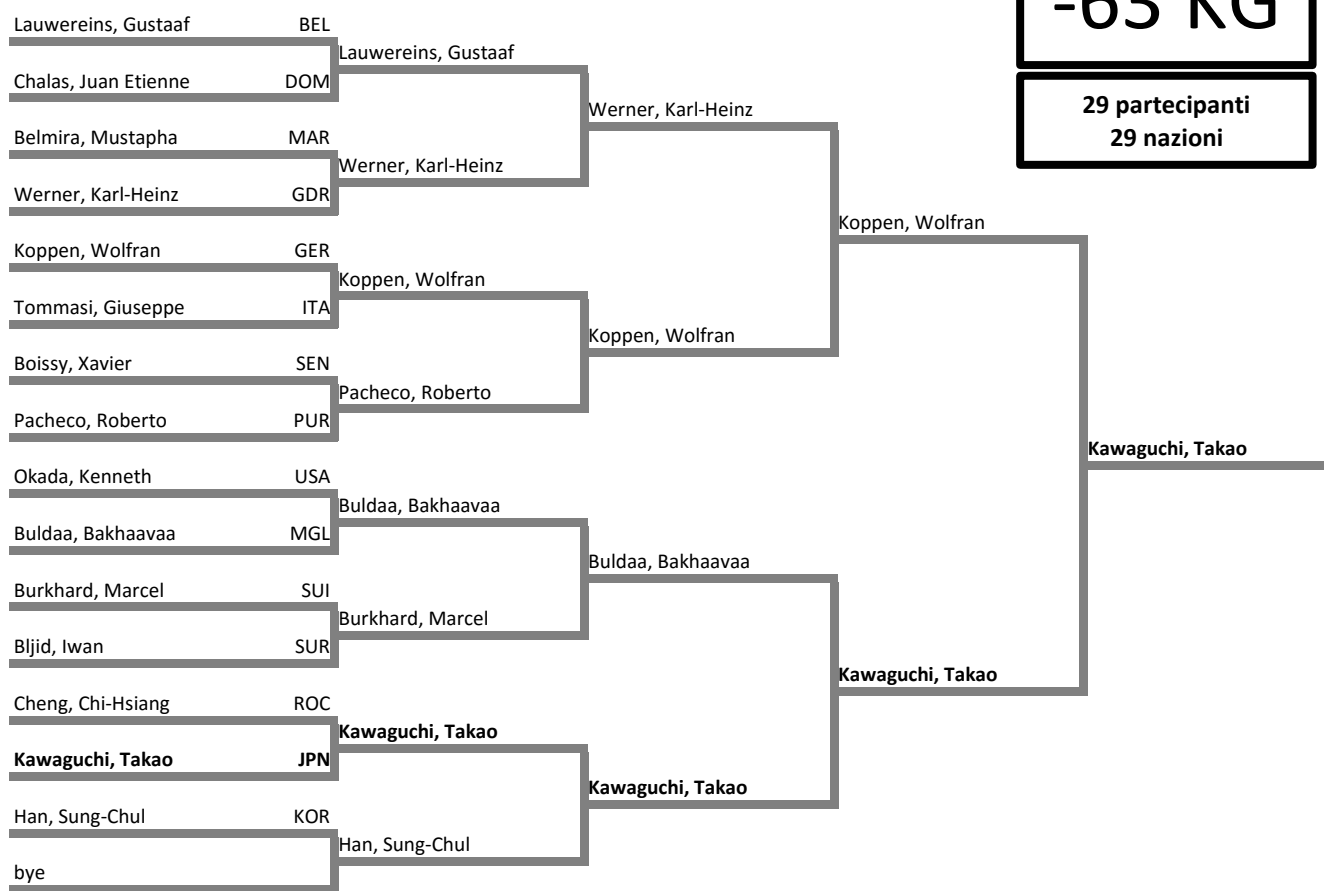 -63 KG
29 partecipanti
29 nazioni
Lauwereins, Gustaaf BEL
Lauwereins, Gustaaf
Chalas, Juan Etienne DOM
Werner, Karl-Heinz
Belmira, Mustapha MAR
Werner, Karl-Heinz
Werner, Karl-Heinz GDR
Koppen, Wolfran
Koppen, Wolfran GER
Koppen, Wolfran
Tommasi, Giuseppe ITA
Koppen, Wolfran
Boissy, Xavier SEN
Pacheco, Roberto
Pacheco, Roberto PUR
Kawaguchi, Takao
Okada, Kenneth USA
Buldaa, Bakhaavaa
Buldaa, Bakhaavaa MGL
Buldaa, Bakhaavaa
Burkhard, Marcel SUI
Burkhard, Marcel
Bljid, Iwan SUR
Kawaguchi, Takao
Cheng, Chi-Hsiang ROC
Kawaguchi, Takao
Kawaguchi, Takao JPN
Kawaguchi, Takao
Han, Sung-Chul KOR
Han, Sung-Chul
bye